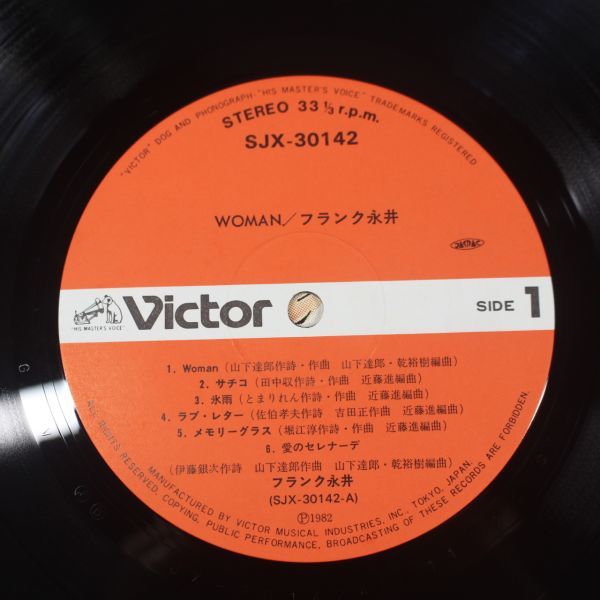 "VICTOR" DOG AND PHONOGRAPH-"HIS MASTER'S VOICE" TRADEMARKS REGISTERED
STEREO 33 1/3 r.p.m.
SJX-30142
WOMAN/フランク永井
JASRAC
"HIS MASTER'S VOICE"
Victor
SIDE 1
1. Woman (山下達郎作詩・作曲 山下達郎・乾裕樹編曲)
2. サチコ (田中収作詩・作曲 近藤進編曲)
3. 氷雨 (とまりれん作詩・作曲 近藤進編曲)
4. ラブ・レター (佐伯孝夫作詩 吉田正作曲 近藤進編曲)
5. メモリーグラス (堀江淳作詩・作曲 近藤進編曲)
6. 愛のセレナーデ
(伊藤銀次作詩 山下達郎作曲 山下達郎・乾裕樹編曲)
フランク永井
(SJX-30142-A)
Ⓟ1982
MANUFACTURED BY VICTOR MUSICAL INDUSTRIES, INC., TOKYO, JAPAN.
ALL RIGHTS RESERVED. COPYING, PUBLIC PERFORMANCE, BROADCASTING OF THESE RECORDS ARE FORBIDDEN.